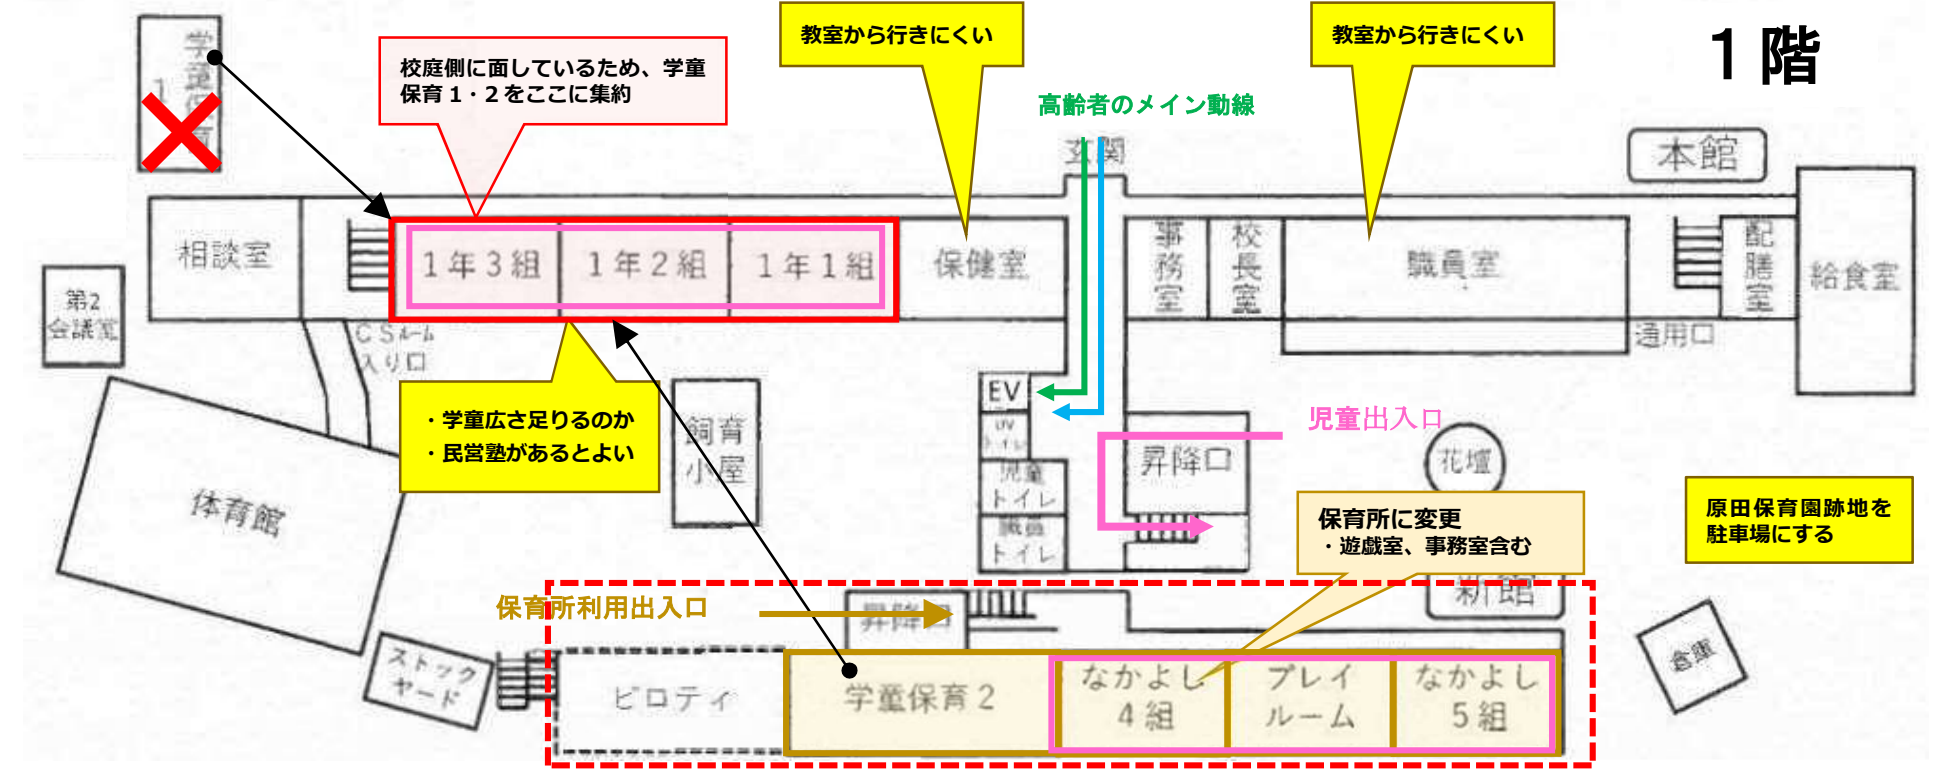 1階
学童保育
1
校庭側に面しているため、学童
保育1・2をここに集約
教室から行きにくい
教室から行きにくい
高齢者のメイン動線
玄関
本館
相談室
1年3組
1年2組
1年1組
保健室
事務室
校長室
職員室
配膳室
給食室
第2
会議室
CSルーム
入り口
通用口
・学童広さ足りるのか
・民営塾があるとよい
飼育
小屋
EV
児童
トイレ
職員
トイレ
昇降口
児童出入口
花壇
体育館
保育所に変更
・遊戯室、事務室含む
原田保育園跡地を
駐車場にする
新館
保育所利用出入口
昇降口
ストック
ヤード
ピロティ
学童保育2
なかよし
4組
プレイ
ルーム
なかよし
5組
倉庫